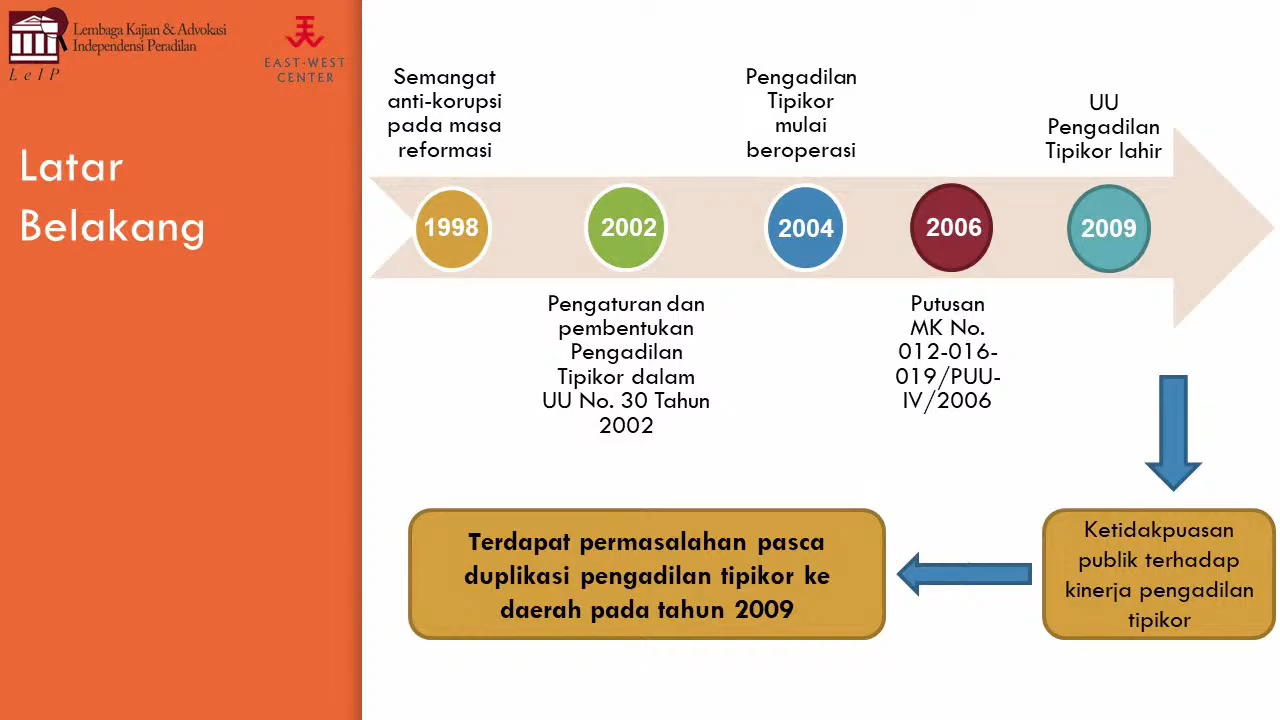 Lembaga Kajian & Advokasi
Independensi Peradilan
LeIP
EAST-WEST
CENTER
Latar
Belakang
Semangat
anti-korupsi
pada masa
reformasi
Pengadilan
Tipikor
mulai
beroperasi
UU
Pengadilan
Tipikor lahir
1998
2002
2004
2006
2009
Pengaturan dan
pembentukan
Pengadilan
Tipikor dalam
UU No. 30 Tahun
2002
Putusan
MK No.
012-016-
019/PUU-
IV/2006
Terdapat permasalahan pasca
duplikasi pengadilan tipikor ke
daerah pada tahun 2009
Ketidakpuasan
publik terhadap
kinerja pengadilan
tipikor